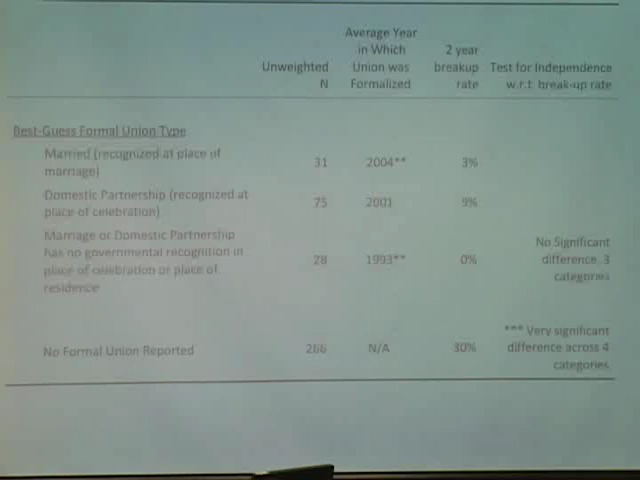 Average Year
in Which 2 year
Unweighted Union was breakup Test for Independence
N Formalized rate w.r.t. break-up rate
Best-Guess Formal Union Type
Married (recognized at place of
marriage) 31 2004** 3%
Domestic Partnership (recognized at
place of celebration) 75 2001 9%
Marriage or Domestic Partnership
has no governmental recognition in
place of celebration or place of
residence 28 1993** 0% No Significant
difference, 3
categories
No Formal Union Reported 266 N/A 30% *** Very significant
difference across 4
categories